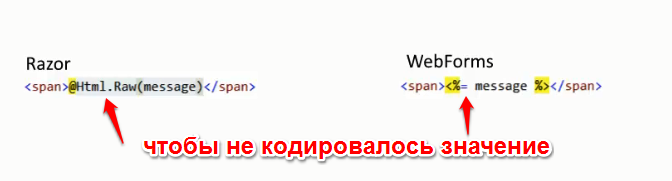 Razor
<span>@Html.Raw(message)</span>
WebForms
<span><%= message %></span>
чтобы не кодировалось значение